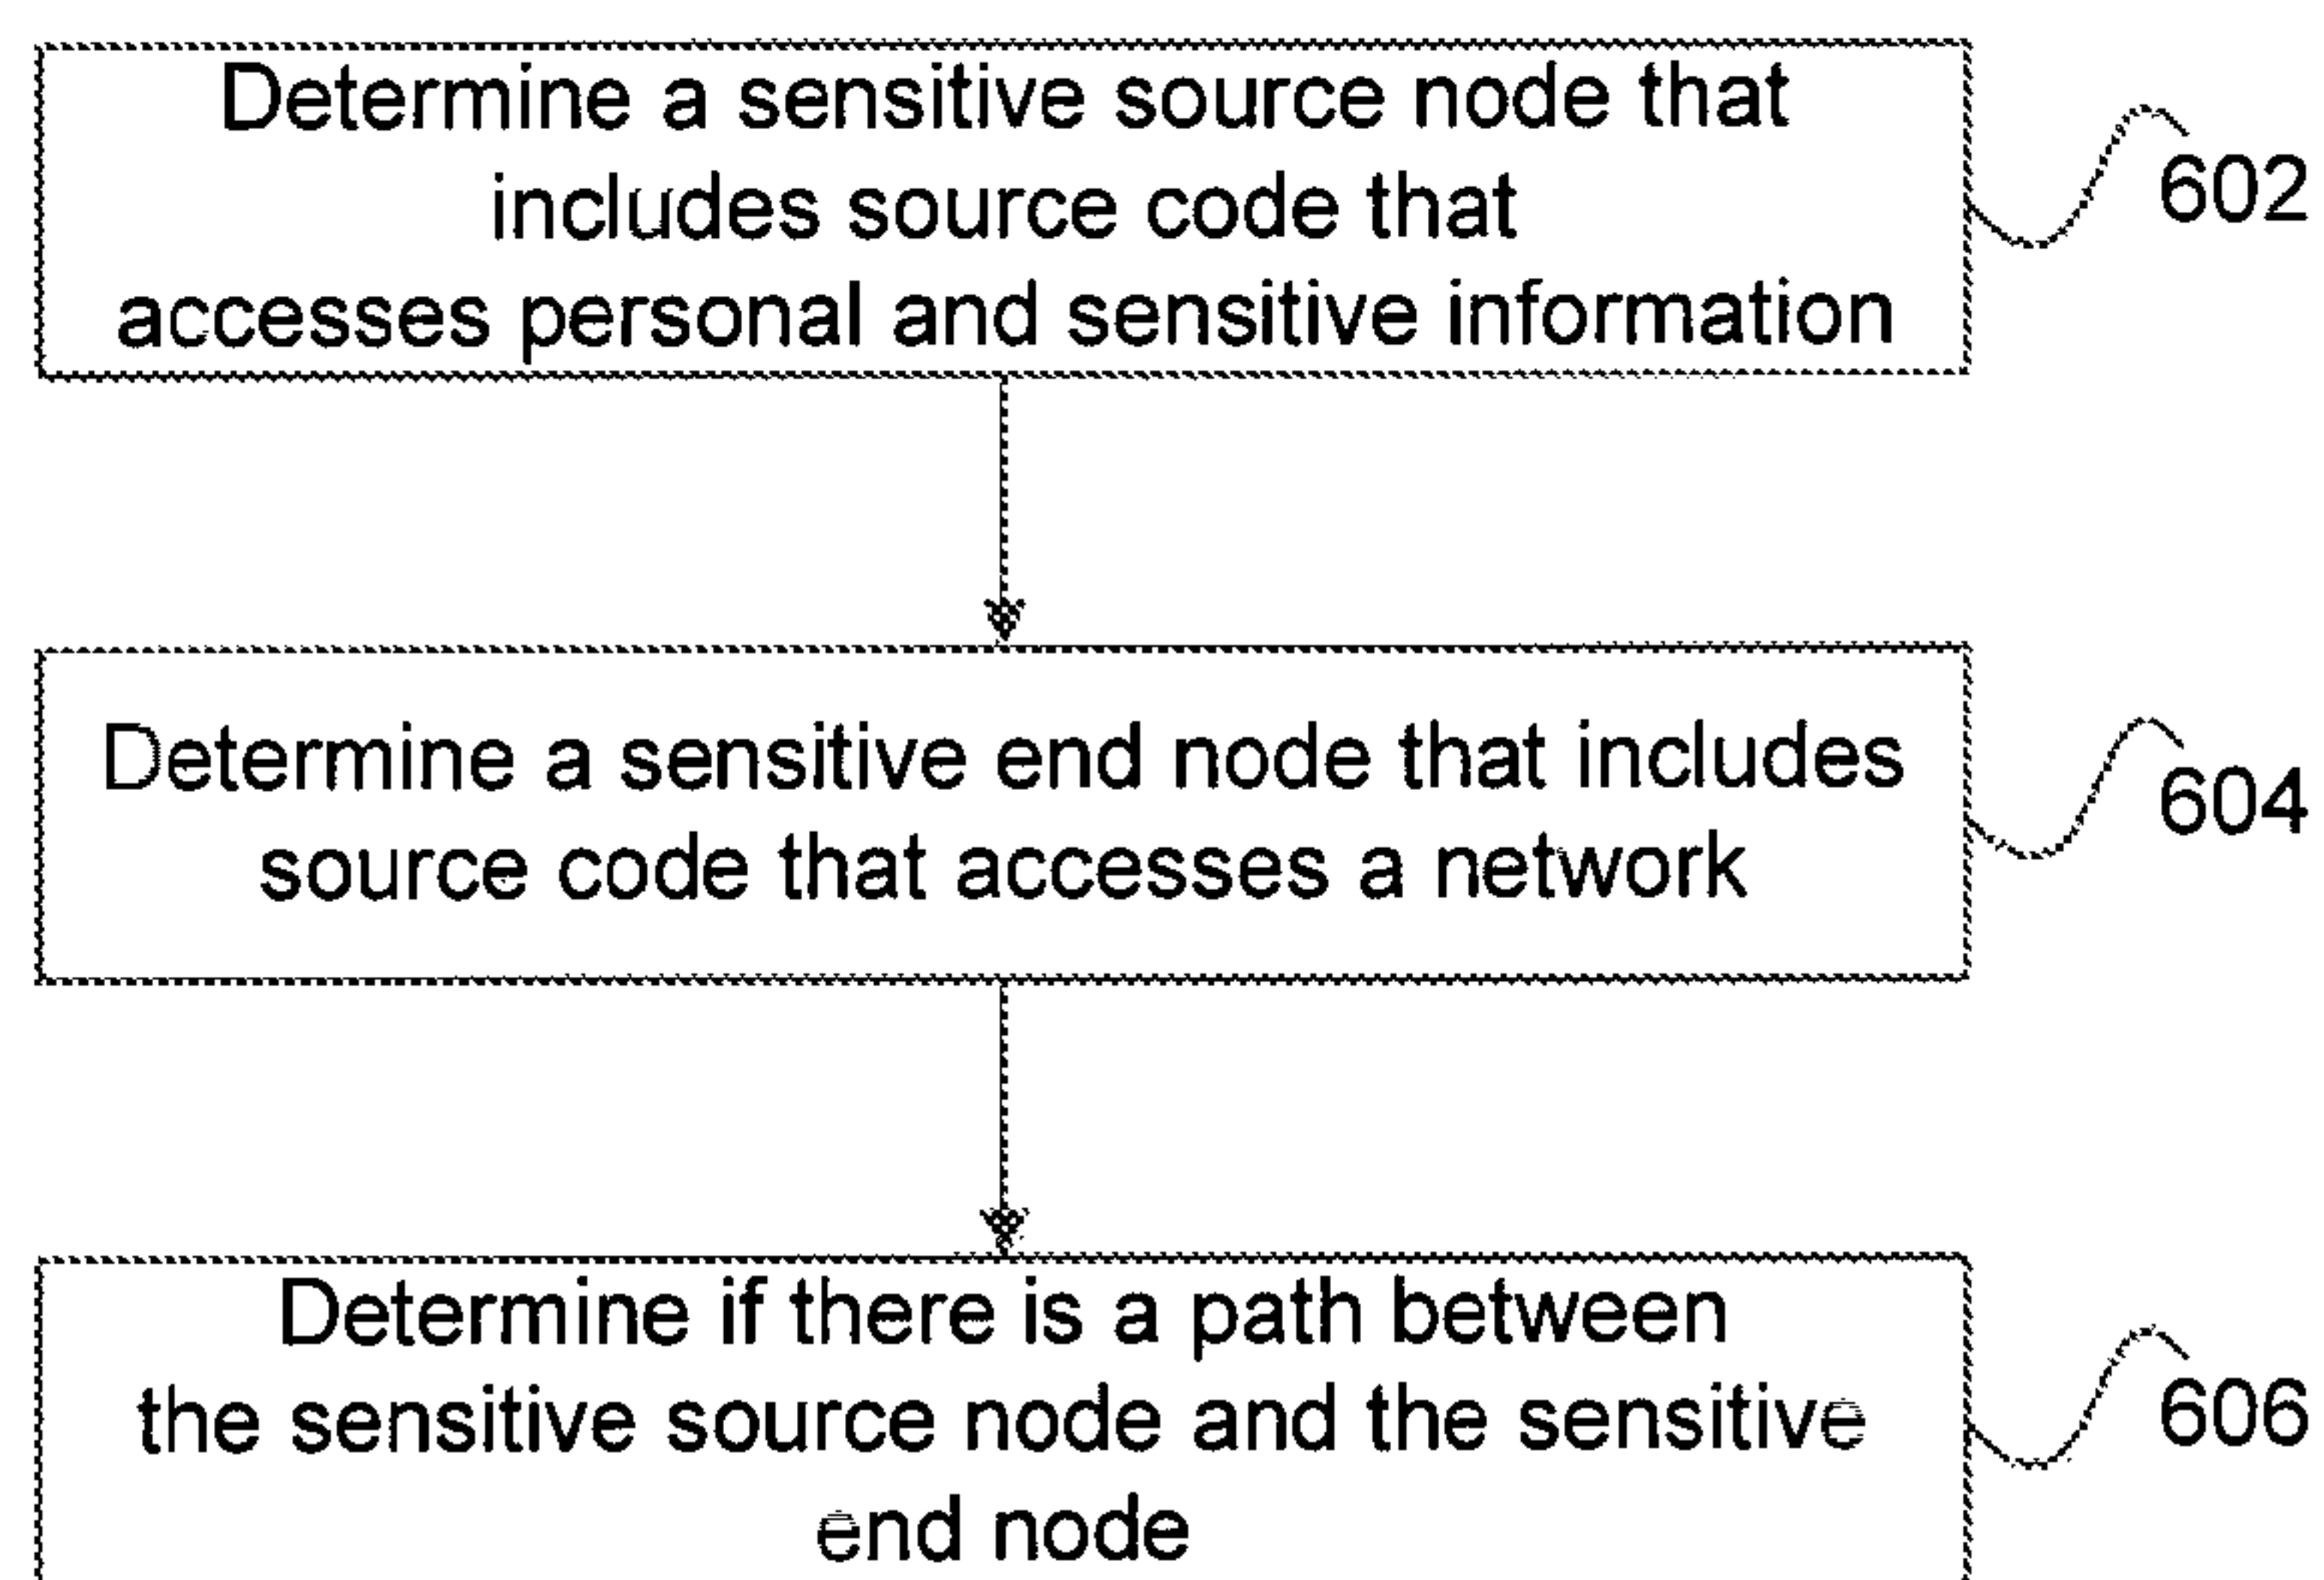 Determine a sensitive source node that
includes source code that
accesses personal and sensitive information
602
Determine a sensitive end node that includes
source code that accesses a network
604
Determine if there is a path between
the sensitive source node and the sensitive
end node
606